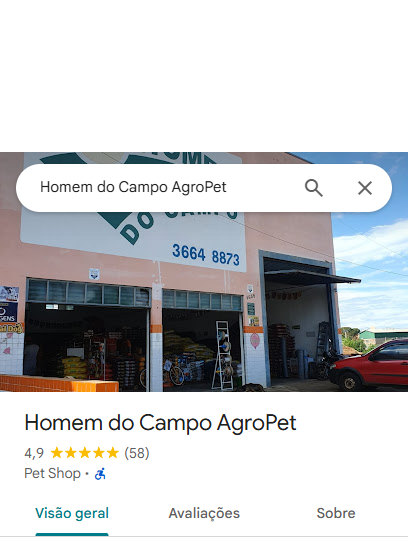 Homem do Campo AgroPet
DO CAMPO
3664 8873
Homem do Campo AgroPet
4,9 ★★★★★ (58)
Pet Shop •
Visão geral
Avaliações
Sobre